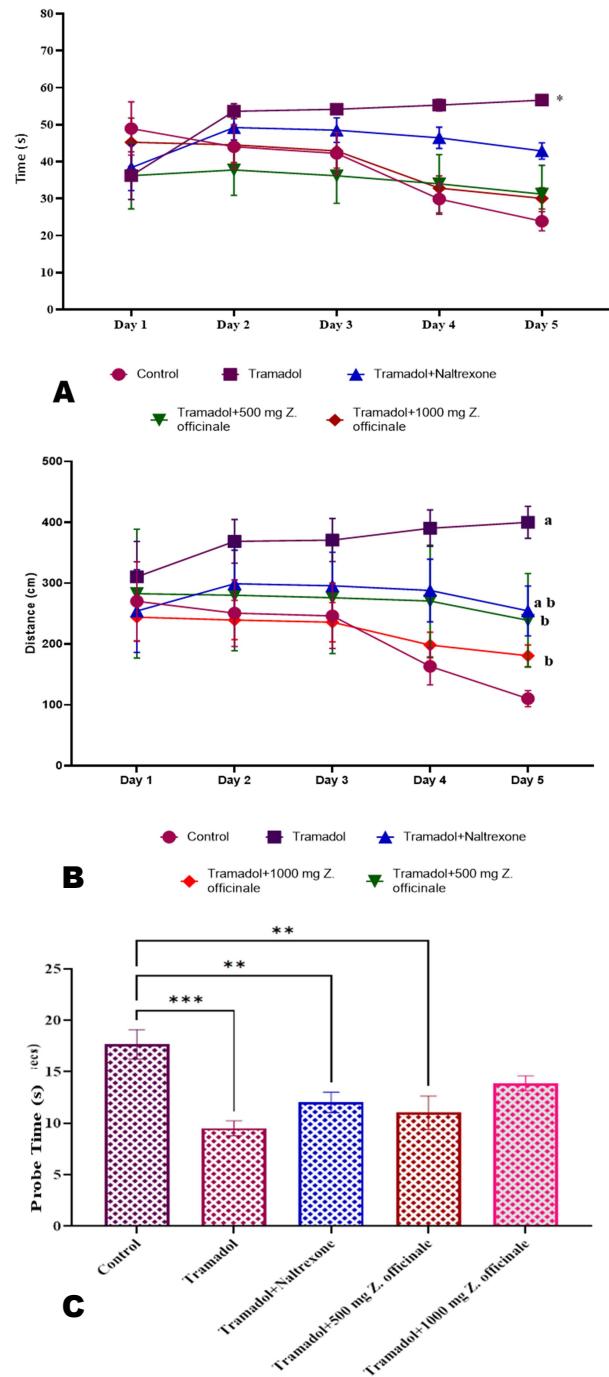 80
70
60
50
40
30
20
10
0
Time (s)
*
Day 1 Day 2 Day 3 Day 4 Day 5
Control Tramadol Tramadol+Naltrexone
Tramadol+500 mg Z.
officinale
Tramadol+1000 mg Z.
officinale
A
500
400
300
200
100
0
Distance (cm)
a
a b
b
b
Day 1 Day 2 Day 3 Day 4 Day 5
Control Tramadol Tramadol+Naltrexone
Tramadol+1000 mg Z.
officinale
Tramadol+500 mg Z.
officinale
B
**
**
***
25
20
15
10
5
0
Probe Time (s)
Control
Tramadol
Tramadol+Naltrexone
Tramadol+500 mg Z. officinale
Tramadol+1000 mg Z. officinale
C